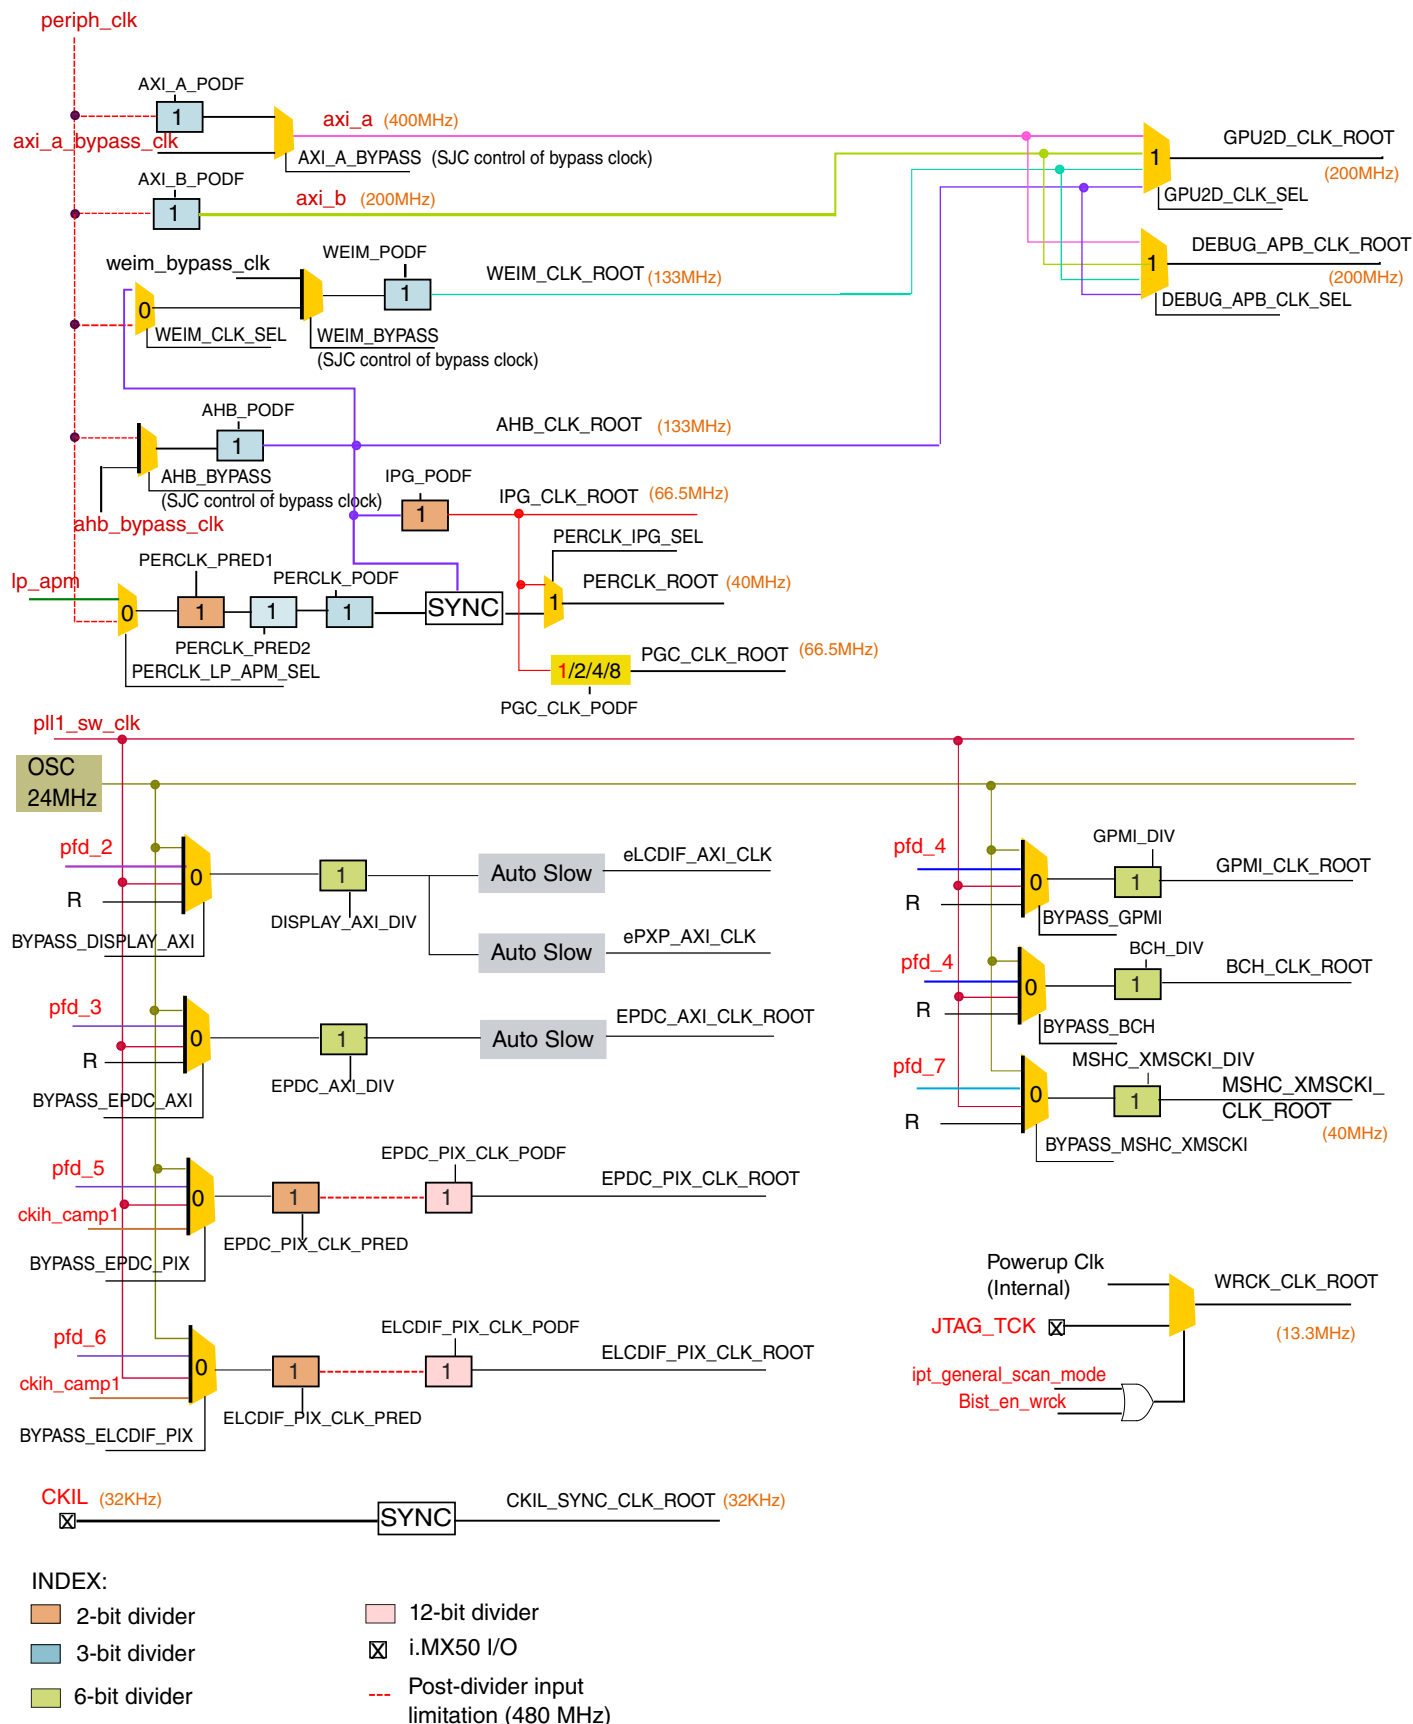 periph_clk
AXI_A_PODF
1
axi_a_bypass_clk
axi_a (400MHz)
AXI_A_BYPASS (SJC control of bypass clock)
AXI_B_PODF
1
axi_b (200MHz)
1
GPU2D_CLK_ROOT
(200MHz)
GPU2D_CLK_SEL
1
DEBUG_APB_CLK_ROOT
(200MHz)
DEBUG_APB_CLK_SEL
weim_bypass_clk
WEIM_PODF
1
WEIM_CLK_ROOT (133MHz)
0
WEIM_CLK_SEL
WEIM_BYPASS
(SJC control of bypass clock)
AHB_PODF
1
AHB_CLK_ROOT (133MHz)
AHB_BYPASS
(SJC control of bypass clock)
ahb_bypass_clk
IPG_PODF
1
IPG_CLK_ROOT (66.5MHz)
PERCLK_IPG_SEL
lp_apm
0
PERCLK_PRED1
1
1
PERCLK_PRED2
PERCLK_PODF
1
SYNC
1
PERCLK_ROOT (40MHz)
PERCLK_LP_APM_SEL
1/2/4/8
PGC_CLK_ROOT (66.5MHz)
PGC_CLK_PODF
pll1_sw_clk
OSC
24MHz
pfd_2
R
0
BYPASS_DISPLAY_AXI
1
DISPLAY_AXI_DIV
Auto Slow
eLCDIF_AXI_CLK
Auto Slow
ePXP_AXI_CLK
pfd_3
R
0
BYPASS_EPDC_AXI
1
EPDC_AXI_DIV
Auto Slow
EPDC_AXI_CLK_ROOT
pfd_5
ckih_camp1
0
BYPASS_EPDC_PIX
1
EPDC_PIX_CLK_PRED
EPDC_PIX_CLK_PODF
1
EPDC_PIX_CLK_ROOT
pfd_6
ckih_camp1
0
BYPASS_ELCDIF_PIX
1
ELCDIF_PIX_CLK_PRED
ELCDIF_PIX_CLK_PODF
1
ELCDIF_PIX_CLK_ROOT
pfd_4
R
0
BYPASS_GPMI
GPMI_DIV
1
GPMI_CLK_ROOT
pfd_4
R
0
BYPASS_BCH
BCH_DIV
1
BCH_CLK_ROOT
pfd_7
R
0
BYPASS_MSHC_XMSCKI
MSHC_XMSCKI_DIV
1
MSHC_XMSCKI_
CLK_ROOT
(40MHz)
Powerup Clk
(Internal)
JTAG_TCK
WRCK_CLK_ROOT
(13.3MHz)
ipt_general_scan_mode
Bist_en_wrck
CKIL (32KHz)
SYNC
CKIL_SYNC_CLK_ROOT (32KHz)
INDEX:
2-bit divider
3-bit divider
6-bit divider
12-bit divider
i.MX50 I/O
Post-divider input
limitation (480 MHz)